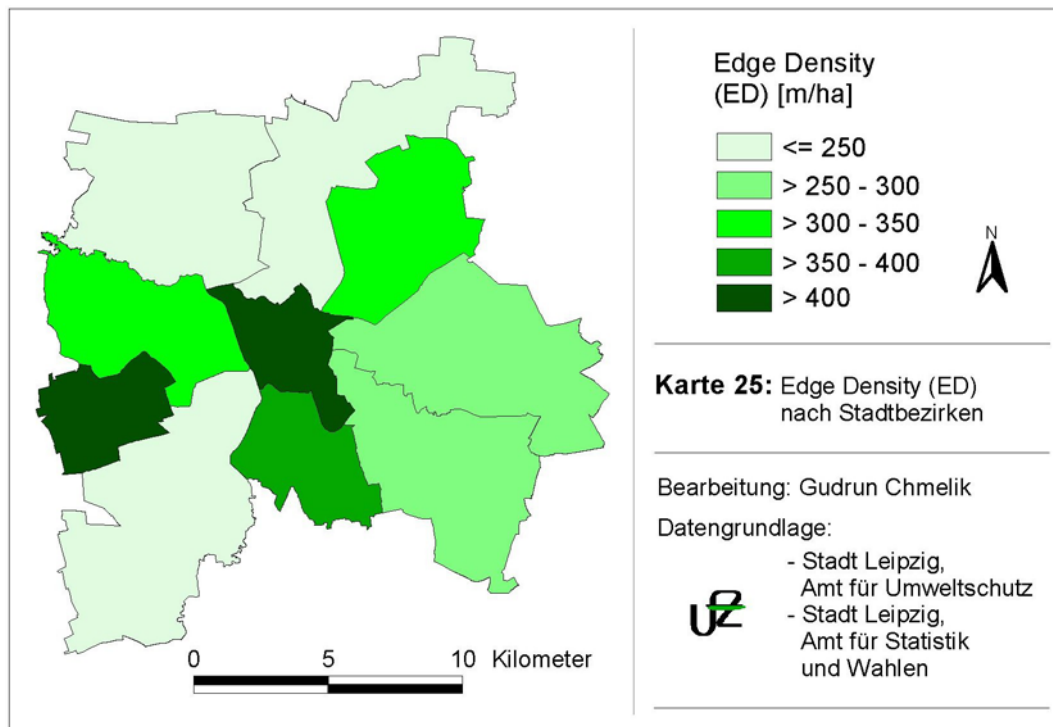 Edge Density
(ED) [m/ha]
<= 250
> 250 - 300
> 300 - 350
> 350 - 400
> 400
N
Karte 25: Edge Density (ED)
nach Stadtbezirken
Bearbeitung: Gudrun Chmelik
Datengrundlage:
- Stadt Leipzig,
Amt für Umweltschutz
- Stadt Leipzig,
Amt für Statistik
und Wahlen
UFZ
0 5 10 Kilometer